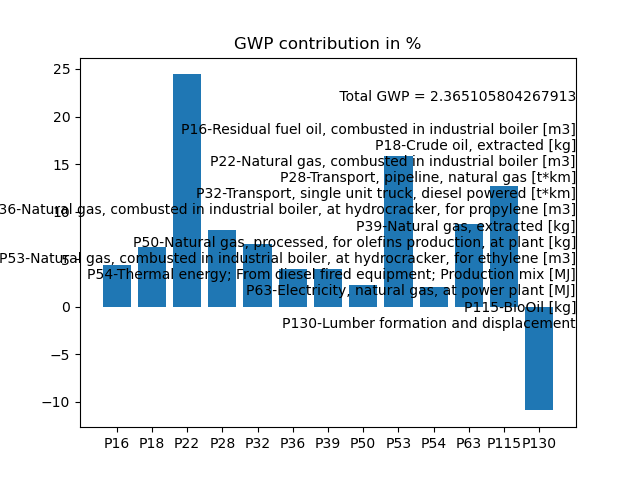 GWP contribution in %
25
Total GWP = 2.365105804267913
20
P16-Residual fuel oil, combusted in industrial boiler [m3]
P18-Crude oil, extracted [kg]
15
P22-Natural gas, combusted in industrial boiler [m3]
P28-Transport, pipeline, natural gas [t*km]
P32-Transport, single unit truck, diesel powered [t*km]
10
36-Natural gas, combusted in industrial boiler, at hydrocracker, for propylene [m3]
P39-Natural gas, extracted [kg]
P50-Natural gas, processed, for olefins production, at plant [kg]
5
P53-Natural gas, combusted in industrial boiler, at hydrocracker, for ethylene [m3]
P54-Thermal energy; From diesel fired equipment; Production mix [MJ]
P63-Electricity, natural gas, at power plant [MJ]
0
P115-BioOil [kg]
P130-Lumber formation and displacement
−5
−10
P16 P18 P22 P28 P32 P36 P39 P50 P53 P54 P63 P115 P130